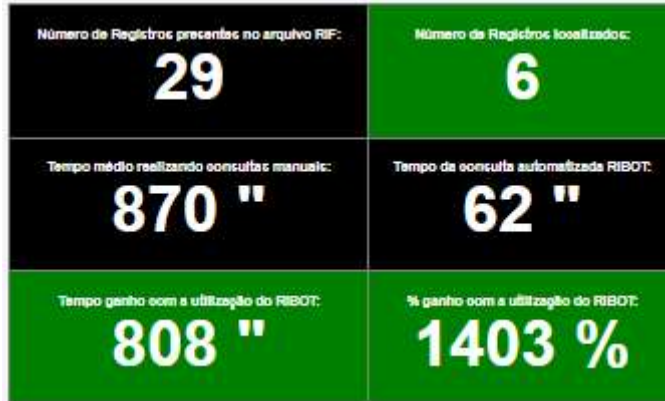 Número de Registros presentes no arquivo RIF:
29
Número de Registros localizados:
6
Tempo médio realizando consultas manuais:
870 "
Tempo da consulta automatizada RIBOT:
62 "
Tempo ganho com a utilização do RIBOT:
808 "
% ganho com a utilização do RIBOT:
1403 %